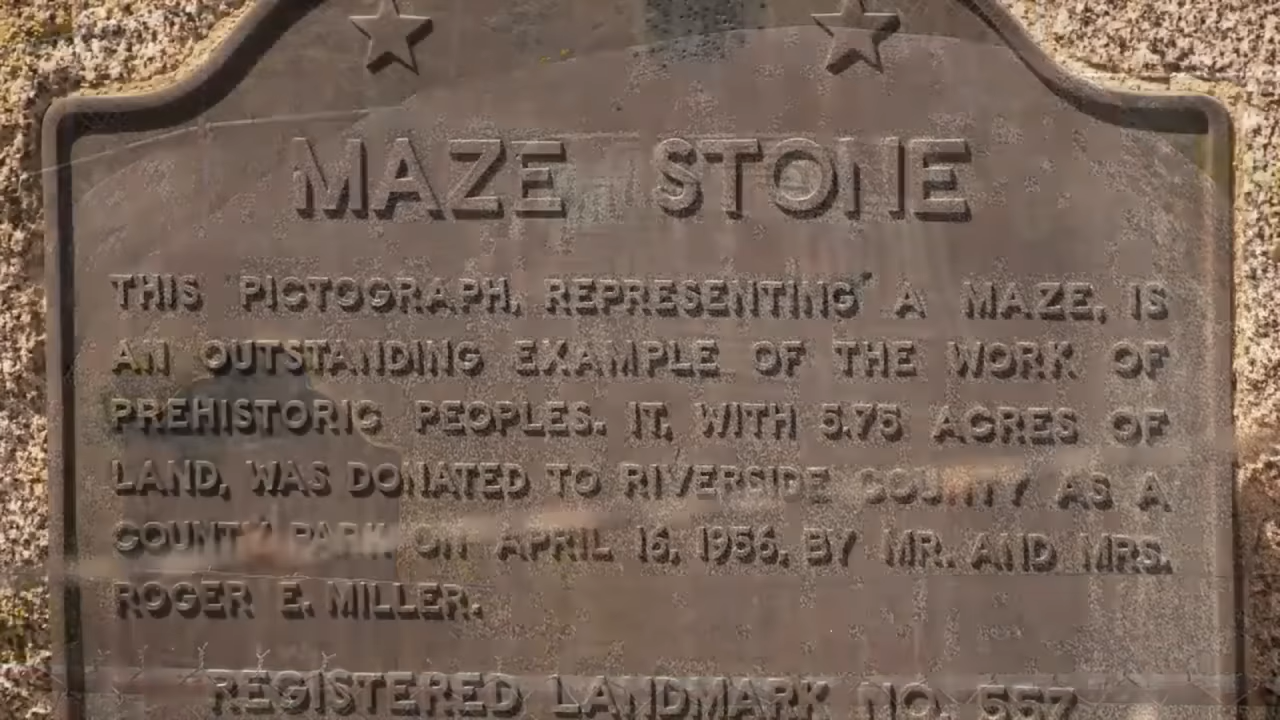 MAZE STONE
THIS PICTOGRAPH, REPRESENTING A MAZE, IS
AN OUTSTANDING EXAMPLE OF THE WORK OF
PREHISTORIC PEOPLES. IT, WITH 5.75 ACRES OF
LAND, WAS DONATED TO RIVERSIDE COUNTY AS A
COUNTY PARK ON APRIL 16, 1956, BY MR. AND MRS.
ROGER E. MILLER.
REGISTERED LANDMARK NO. 557